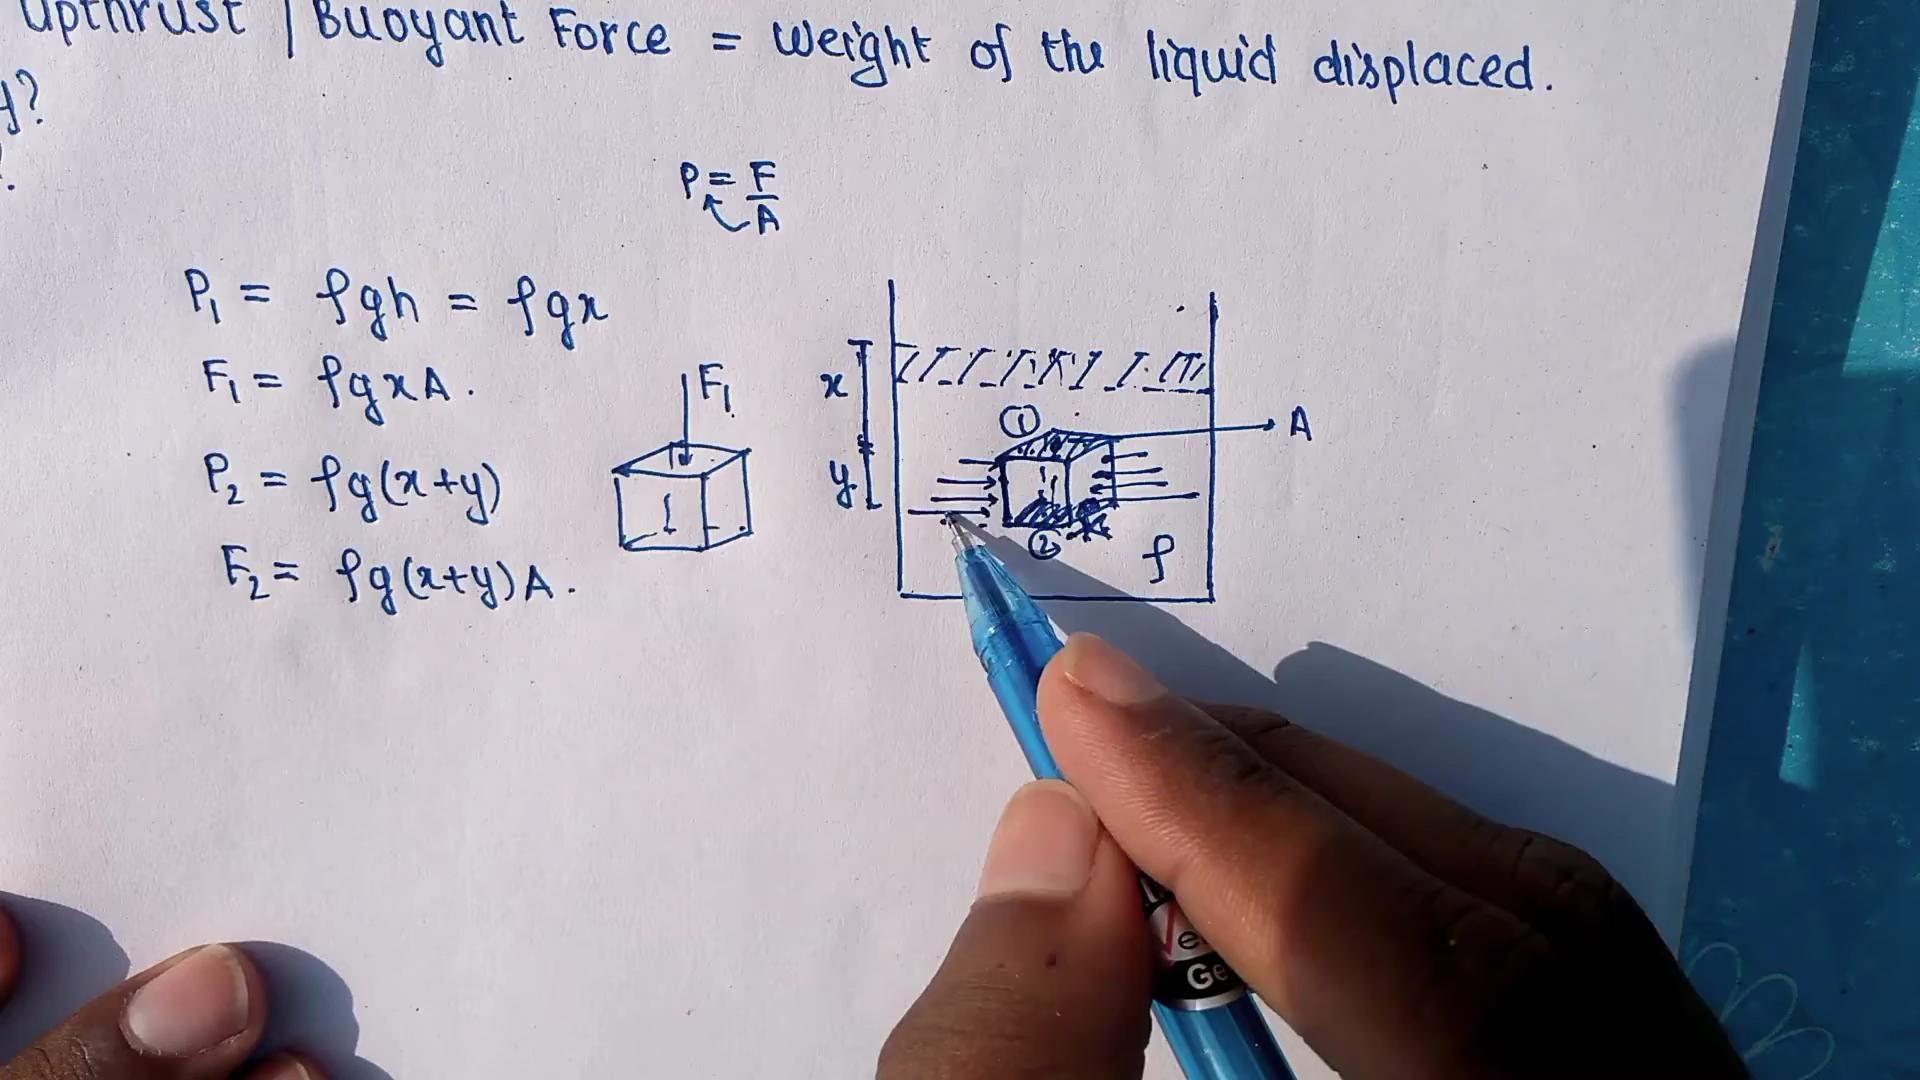 Upthrust / Buoyant Force = weight of the liquid displaced.
y?
P = F/A
P₁ = ρgh = ρgx
F₁ = ρgxA.
P₂ = ρg(x+y)
F₂ = ρg(x+y)A.
F₁
x
y
①
②
A
ρ
Ge